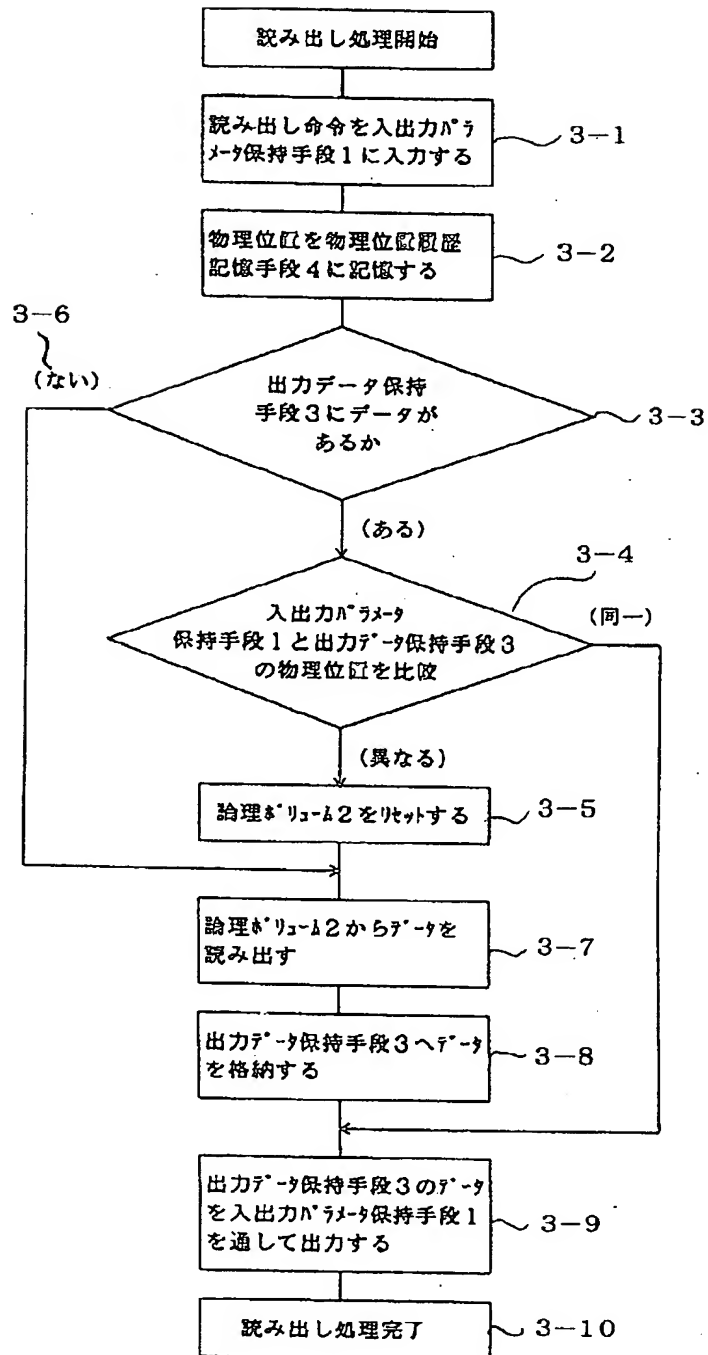 読み出し処理開始
読み出し命令を入出力パラ
メータ保持手段1に入力する
3-1
物理位置を物理位置履歴
記憶手段4に記憶する
3-2
3-6
(ない)
出力データ保持
手段3にデータが
あるか
3-3
(ある)
3-4
入出力パラメータ
保持手段1と出力データ保持手段3
の物理位置を比較
(同一)
(異なる)
論理ボリューム2をリセットする
3-5
論理ボリューム2からデータを
読み出す
3-7
出力データ保持手段3へデータ
を格納する
3-8
出力データ保持手段3のデータ
を入出力パラメータ保持手段1
を通して出力する
3-9
読み出し処理完了
3-10